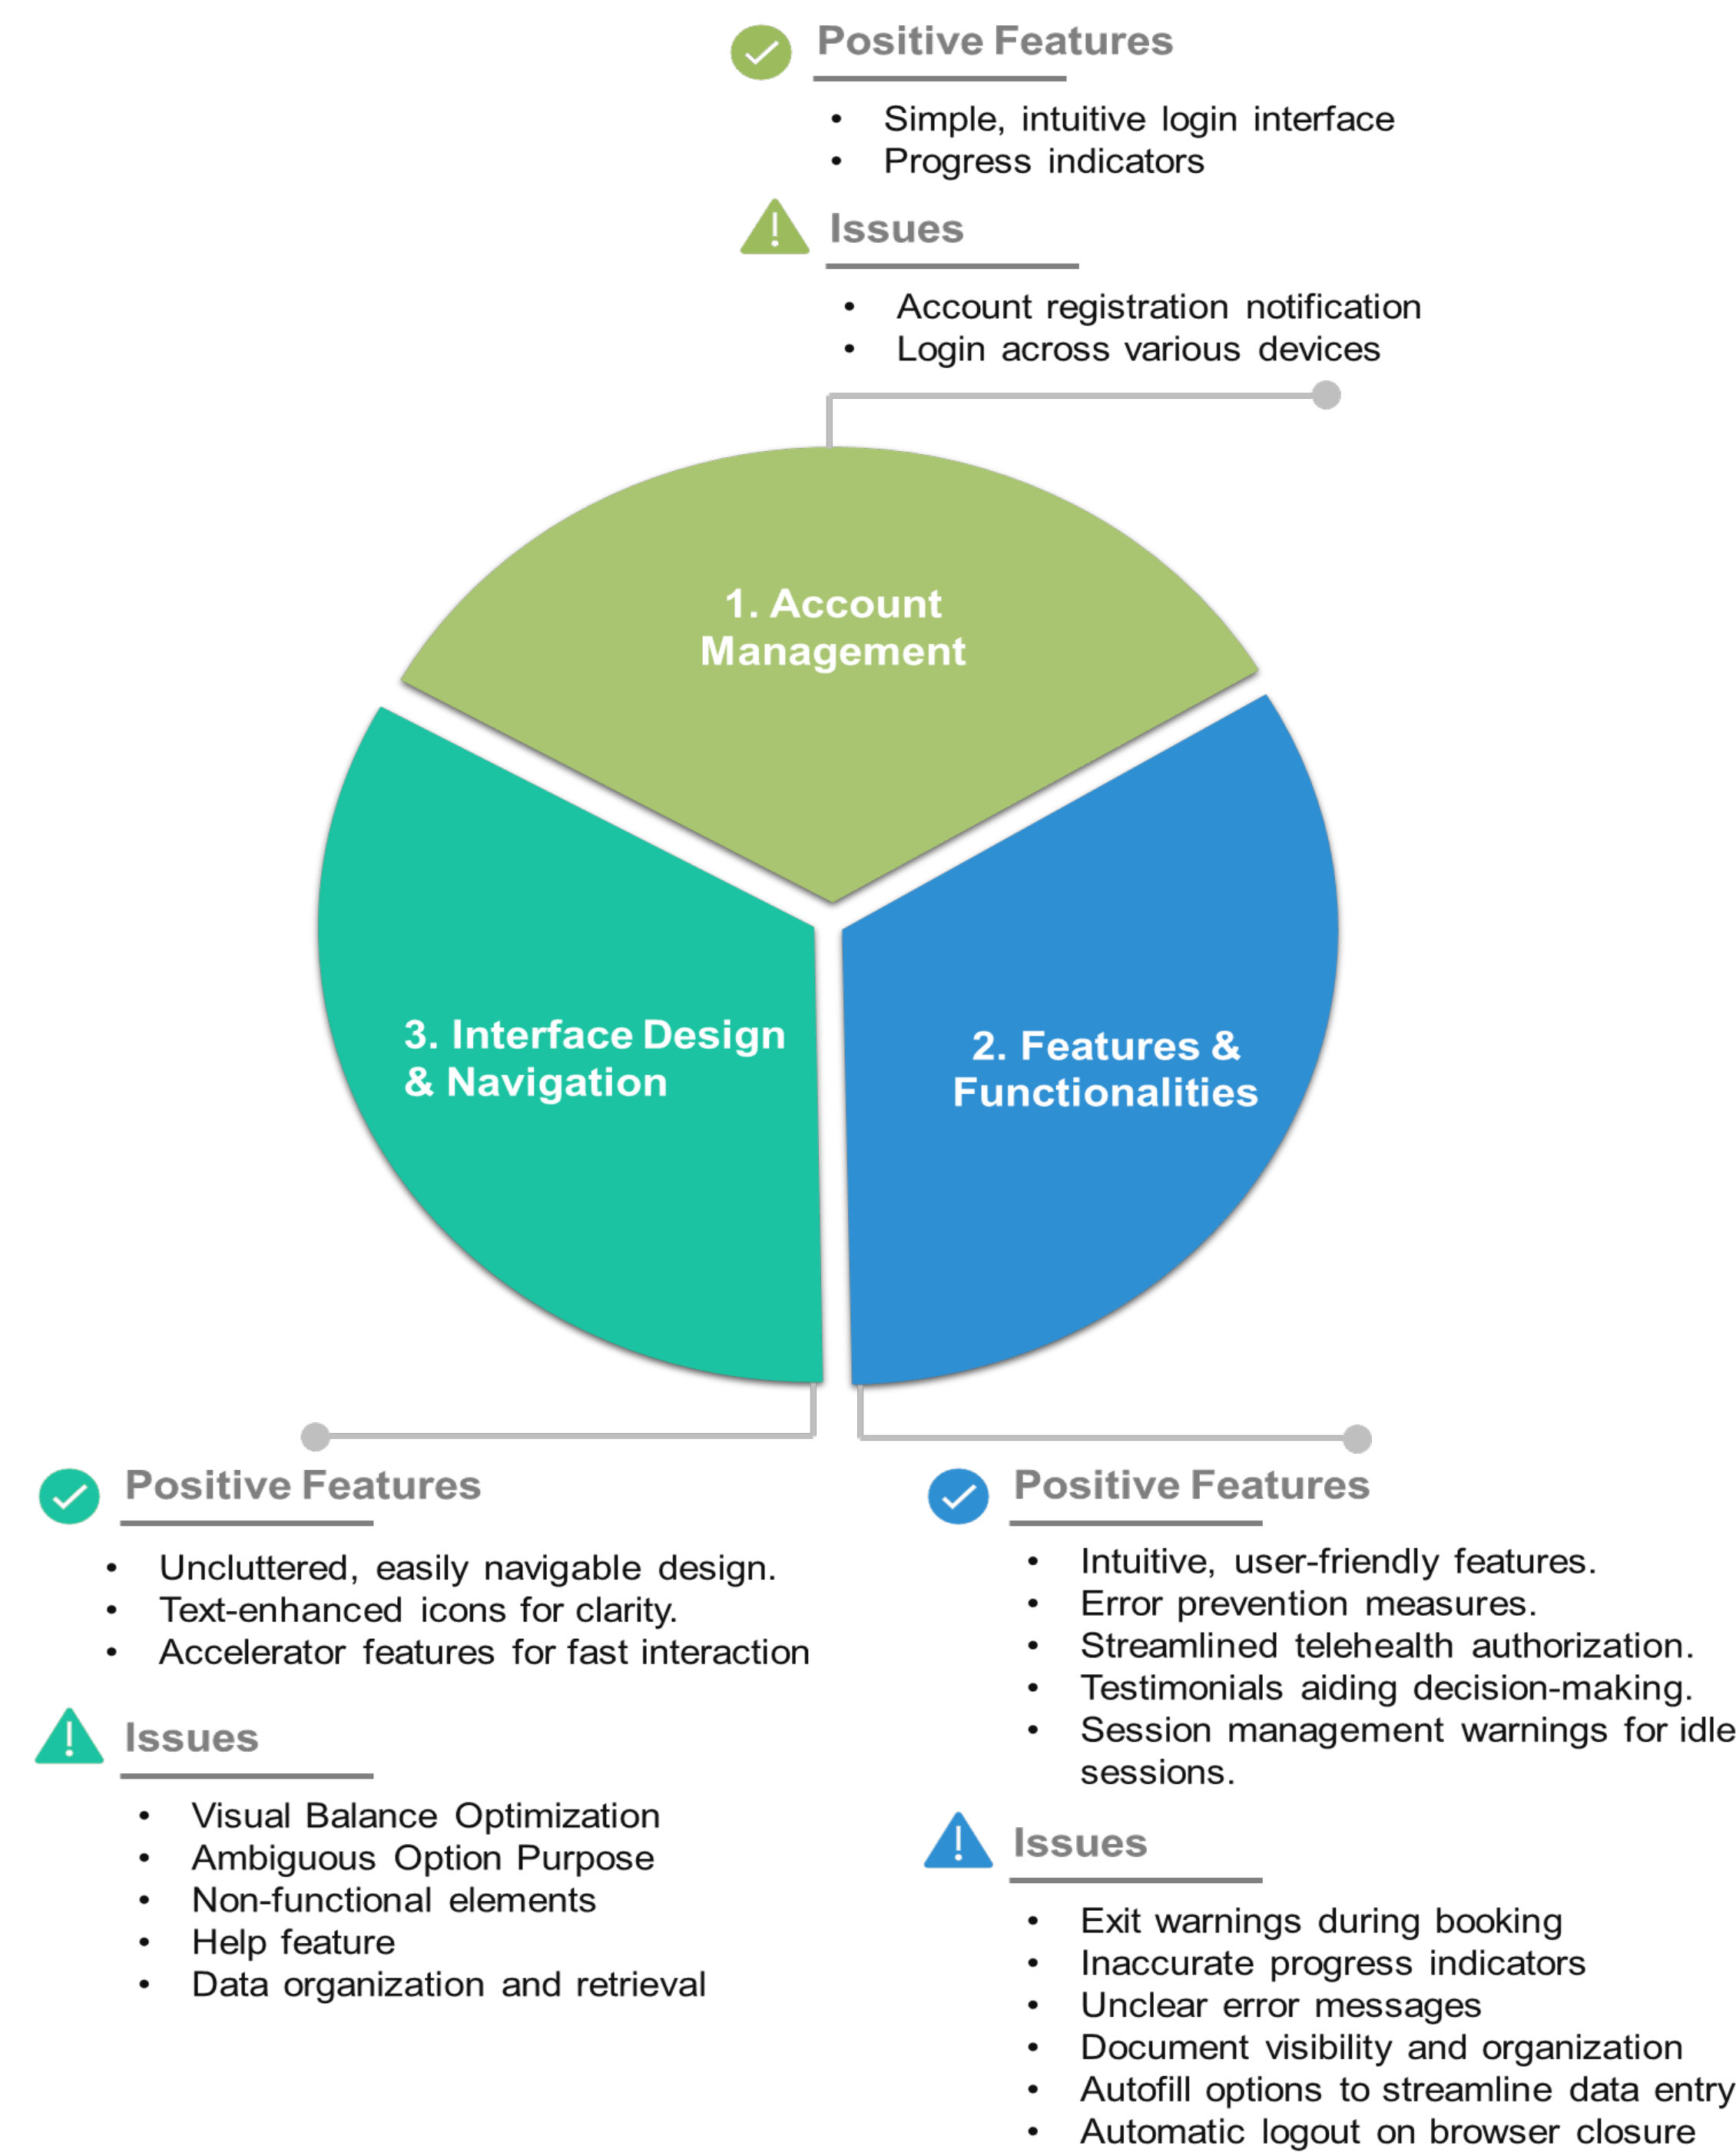 Positive Features
• Simple, intuitive login interface
• Progress indicators
Issues
• Account registration notification
• Login across various devices
1. Account
Management
3. Interface Design
& Navigation
2. Features &
Functionalities
Positive Features
• Uncluttered, easily navigable design.
• Text-enhanced icons for clarity.
• Accelerator features for fast interaction
Issues
• Visual Balance Optimization
• Ambiguous Option Purpose
• Non-functional elements
• Help feature
• Data organization and retrieval
Positive Features
• Intuitive, user-friendly features.
• Error prevention measures.
• Streamlined telehealth authorization.
• Testimonials aiding decision-making.
• Session management warnings for idle
sessions.
Issues
• Exit warnings during booking
• Inaccurate progress indicators
• Unclear error messages
• Document visibility and organization
• Autofill options to streamline data entry
• Automatic logout on browser closure